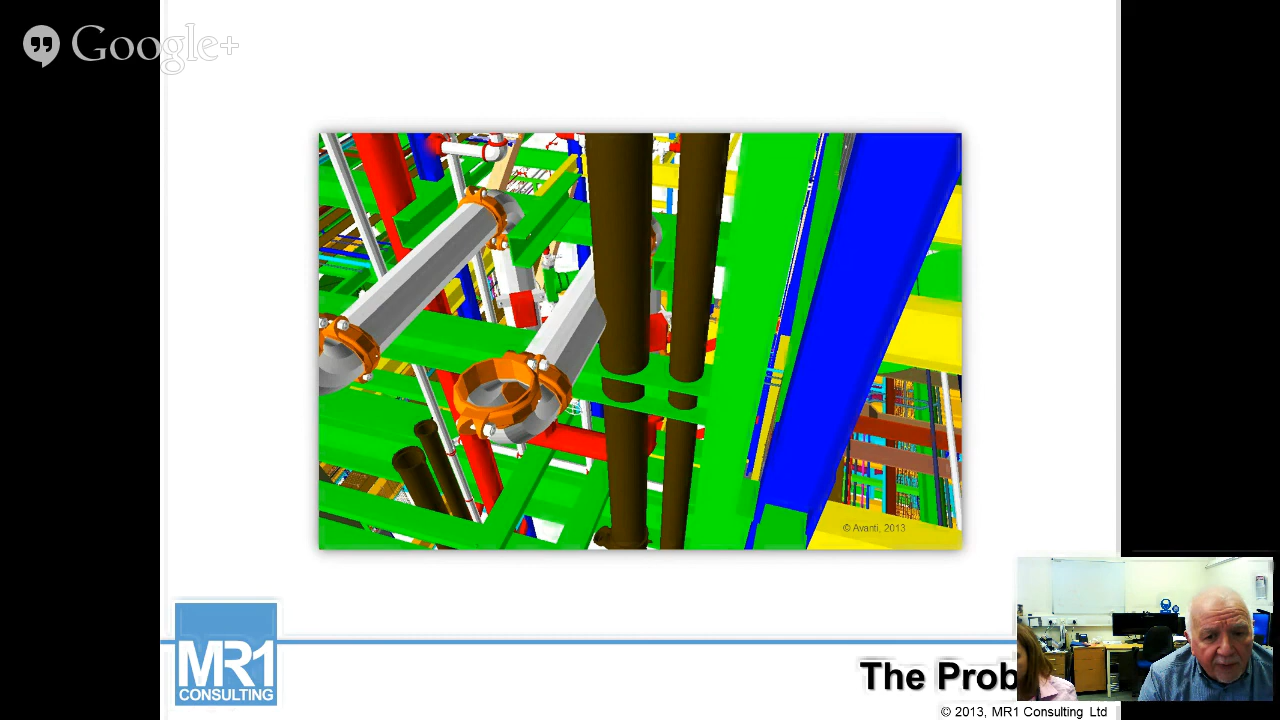 Google+
© Avanti, 2013
MR1
CONSULTING
The Prob
© 2013, MR1 Consulting Ltd